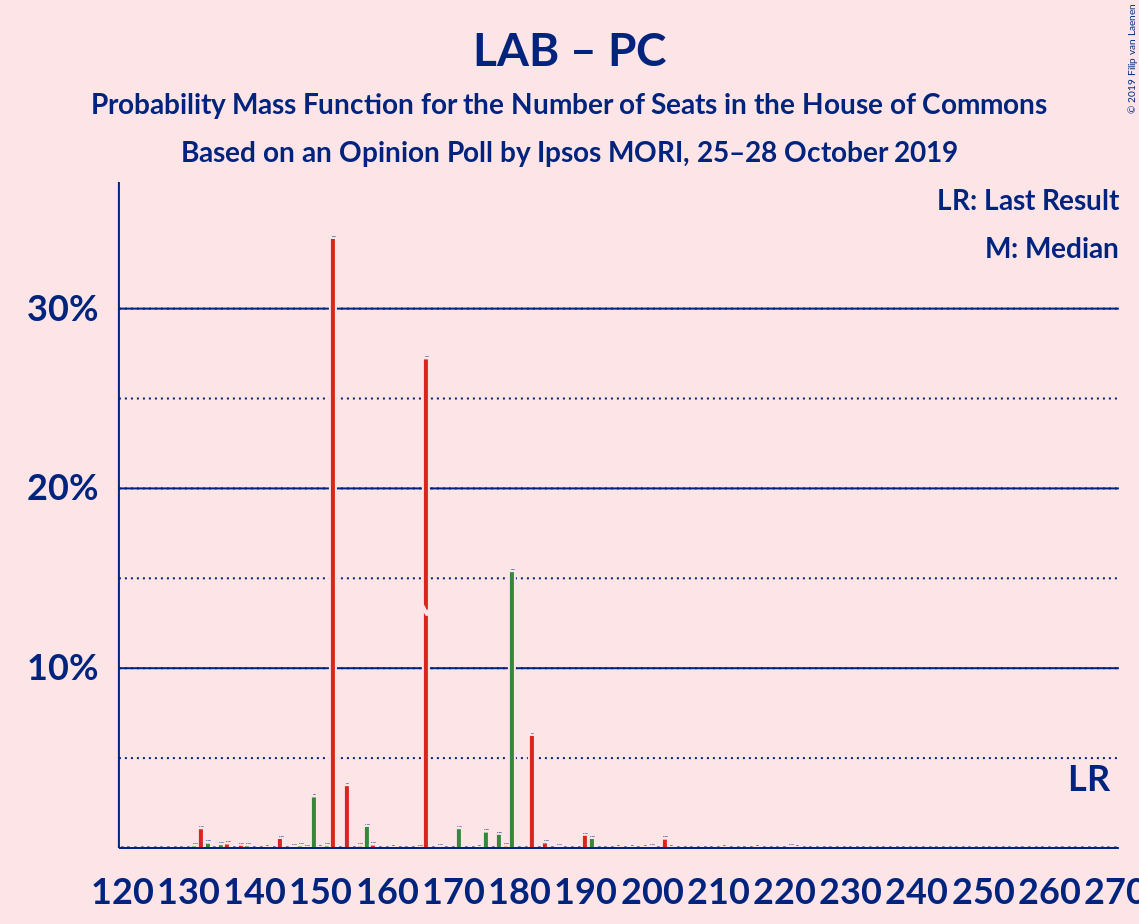 LAB – PC
Probability Mass Function for the Number of Seats in the House of Commons
Based on an Opinion Poll by Ipsos MORI, 25–28 October 2019
© 2019 Filip van Laenen
LR: Last Result
M: Median
30%
20%
10%
LR
120 130 140 150 160 170 180 190 200 210 220 230 240 250 260 270